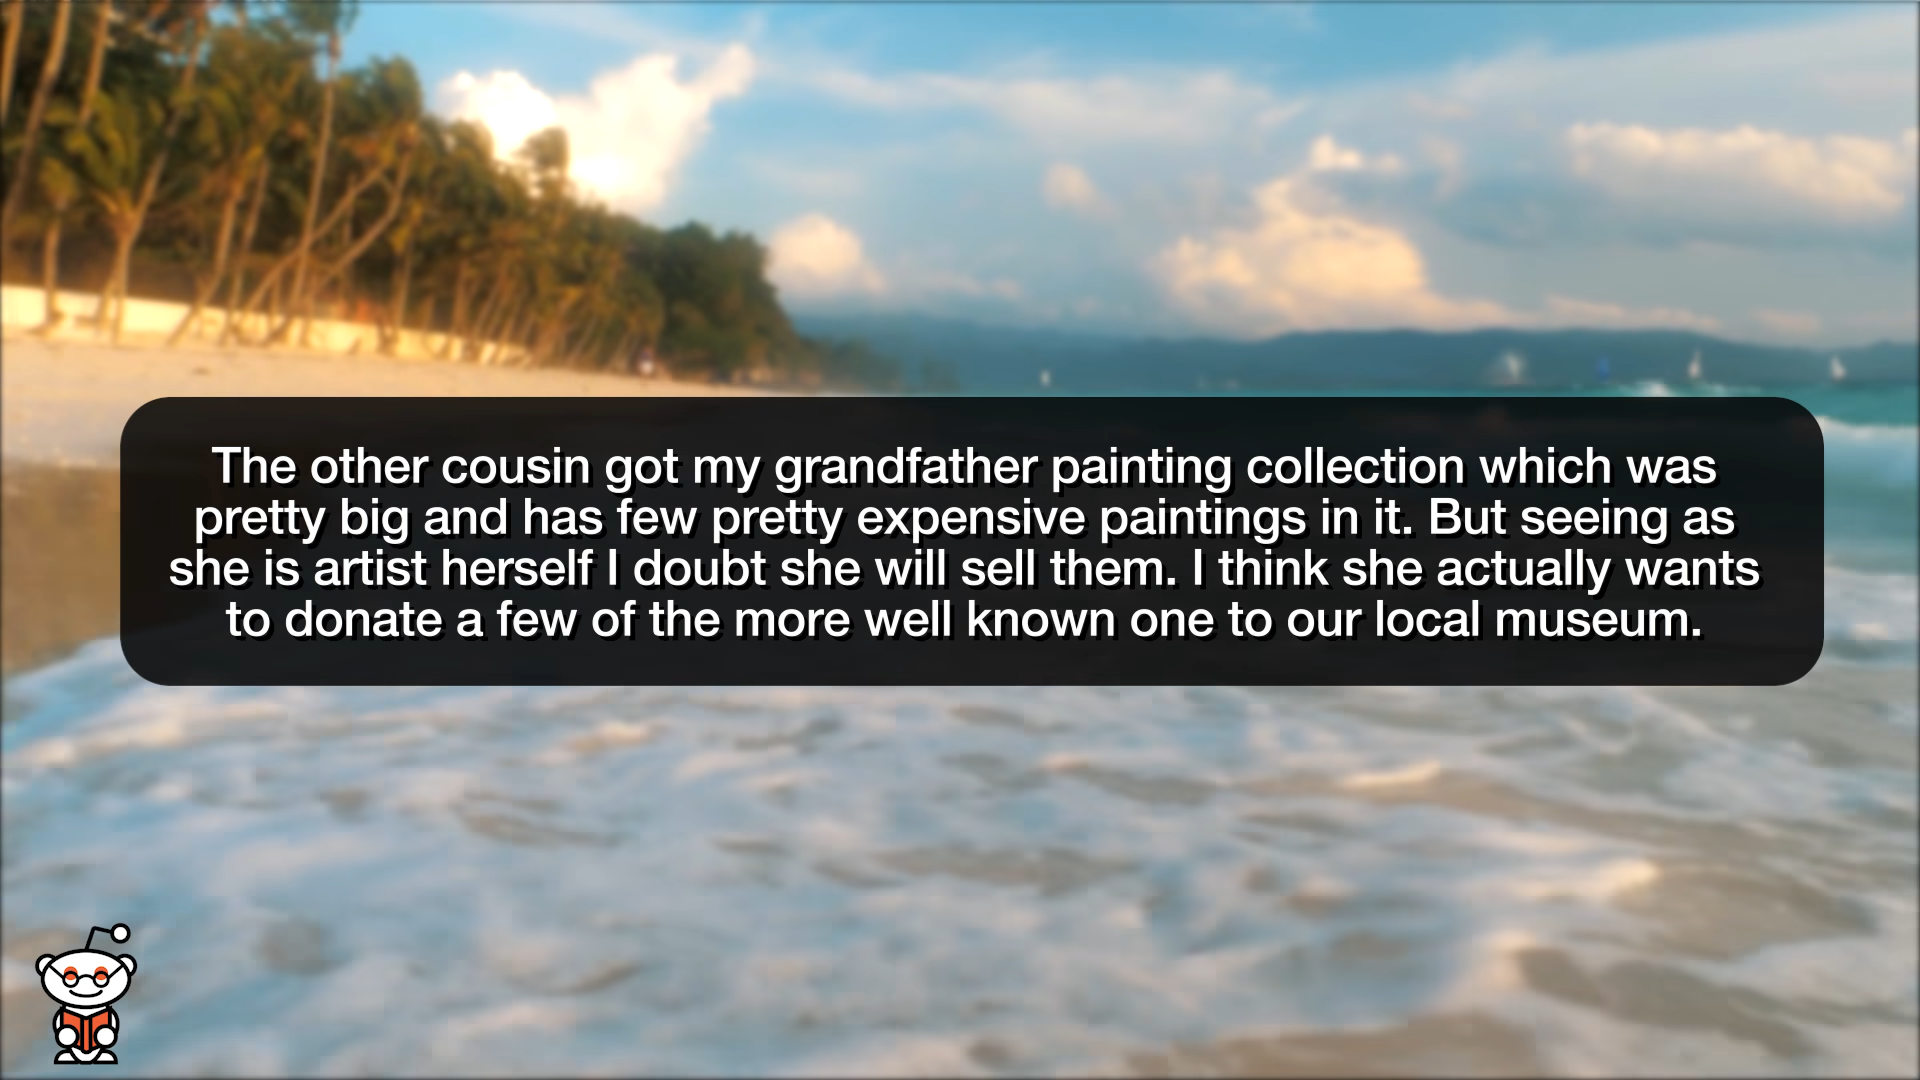 The other cousin got my grandfather painting collection which was
pretty big and has few pretty expensive paintings in it. But seeing as
she is artist herself I doubt she will sell them. I think she actually wants
to donate a few of the more well known one to our local museum.